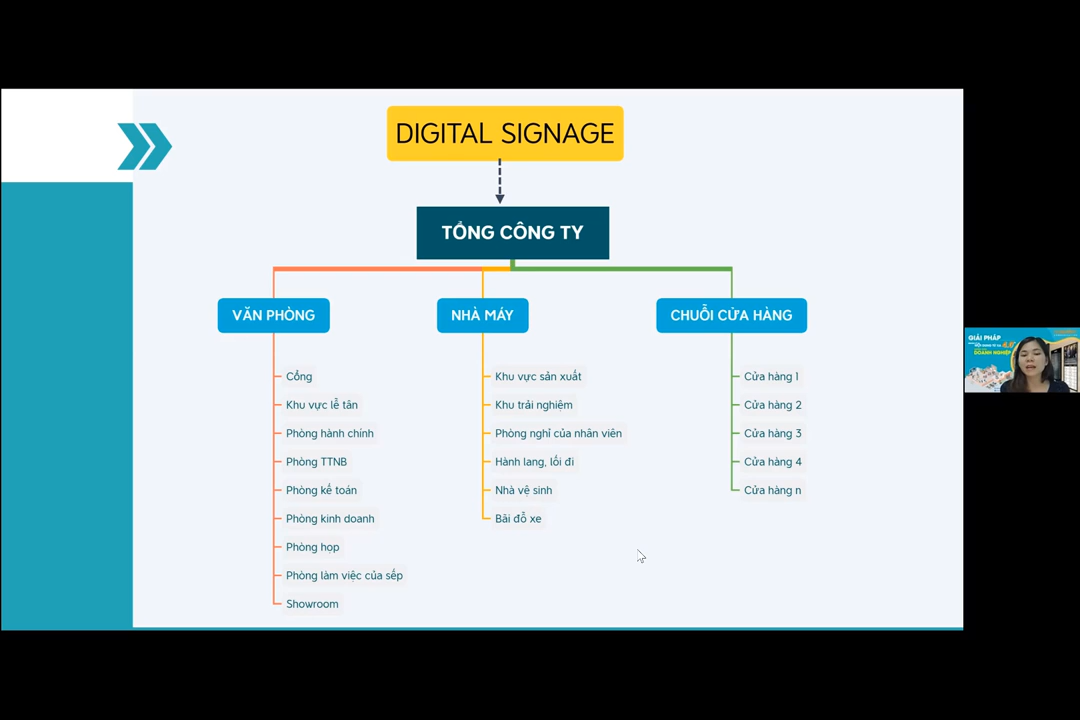 DIGITAL SIGNAGE
TỔNG CÔNG TY
VĂN PHÒNG
Cổng
Khu vực lễ tân
Phòng hành chính
Phòng TTNB
Phòng kế toán
Phòng kinh doanh
Phòng họp
Phòng làm việc của sếp
Showroom
NHÀ MÁY
Khu vực sản xuất
Khu trải nghiệm
Phòng nghỉ của nhân viên
Hành lang, lối đi
Nhà vệ sinh
Bãi đỗ xe
CHUỖI CỬA HÀNG
Cửa hàng 1
Cửa hàng 2
Cửa hàng 3
Cửa hàng 4
Cửa hàng n
GIẢI PHÁP
DOANH NGHIỆP